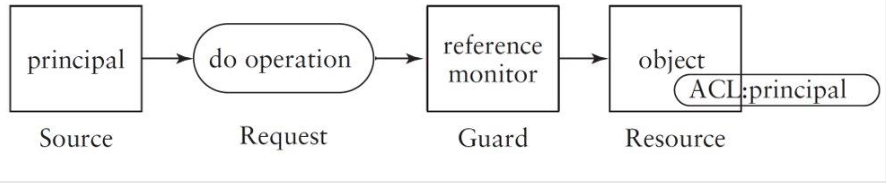 principal
do operation
reference
monitor
object
ACL:principal
Source
Request
Guard
Resource